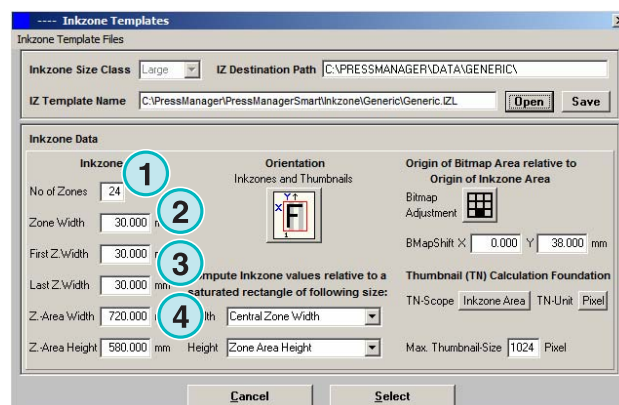 ---- Inkzone Templates
Inkzone Template Files
Inkzone Size Class Large IZ Destination Path C:\PRESSMANAGER\DATA\GENERIC\
IZ Template Name C:\PressManager\PressManagerSmart\Inkzone\Generic\Generic.IZL Open Save
Inkzone Data
Inkzone Orientation Origin of Bitmap Area relative to
Inkzones and Thumbnails Origin of Inkzone Area
1
No of Zones 24 Bitmap
Adjustment
X Y F 1
Zone Width 30.000 2
BMapShift X 0.000 Y 38.000 mm
First Z.Width 30.000 3
Compute Inkzone values relative to a Thumbnail (TN) Calculation Foundation
Last Z.Width 30.000 mm saturated rectangle of following size:
TN-Scope Inkzone Area TN-Unit Pixel
Z.-Area Width 720.000 4 Central Zone Width
Z.-Area Height 580.000 mm Height Zone Area Height Max. Thumbnail-Size 1024 Pixel
Cancel Select